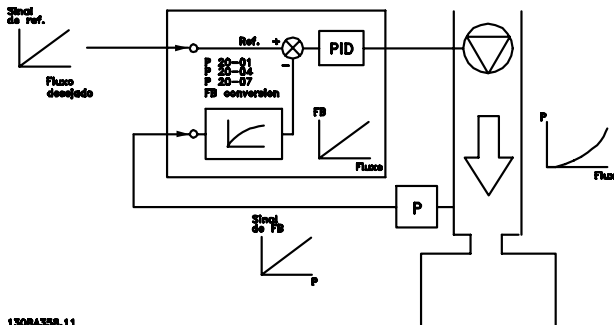 Sinal
de ref.
Fluxo
desejado
Ref.
+
−
P 20-01
P 20-04
P 20-07
FB conversion
PID
FB
Fluxo
P
Fluxo
P
Sinal
de FB
P
130BA358.11